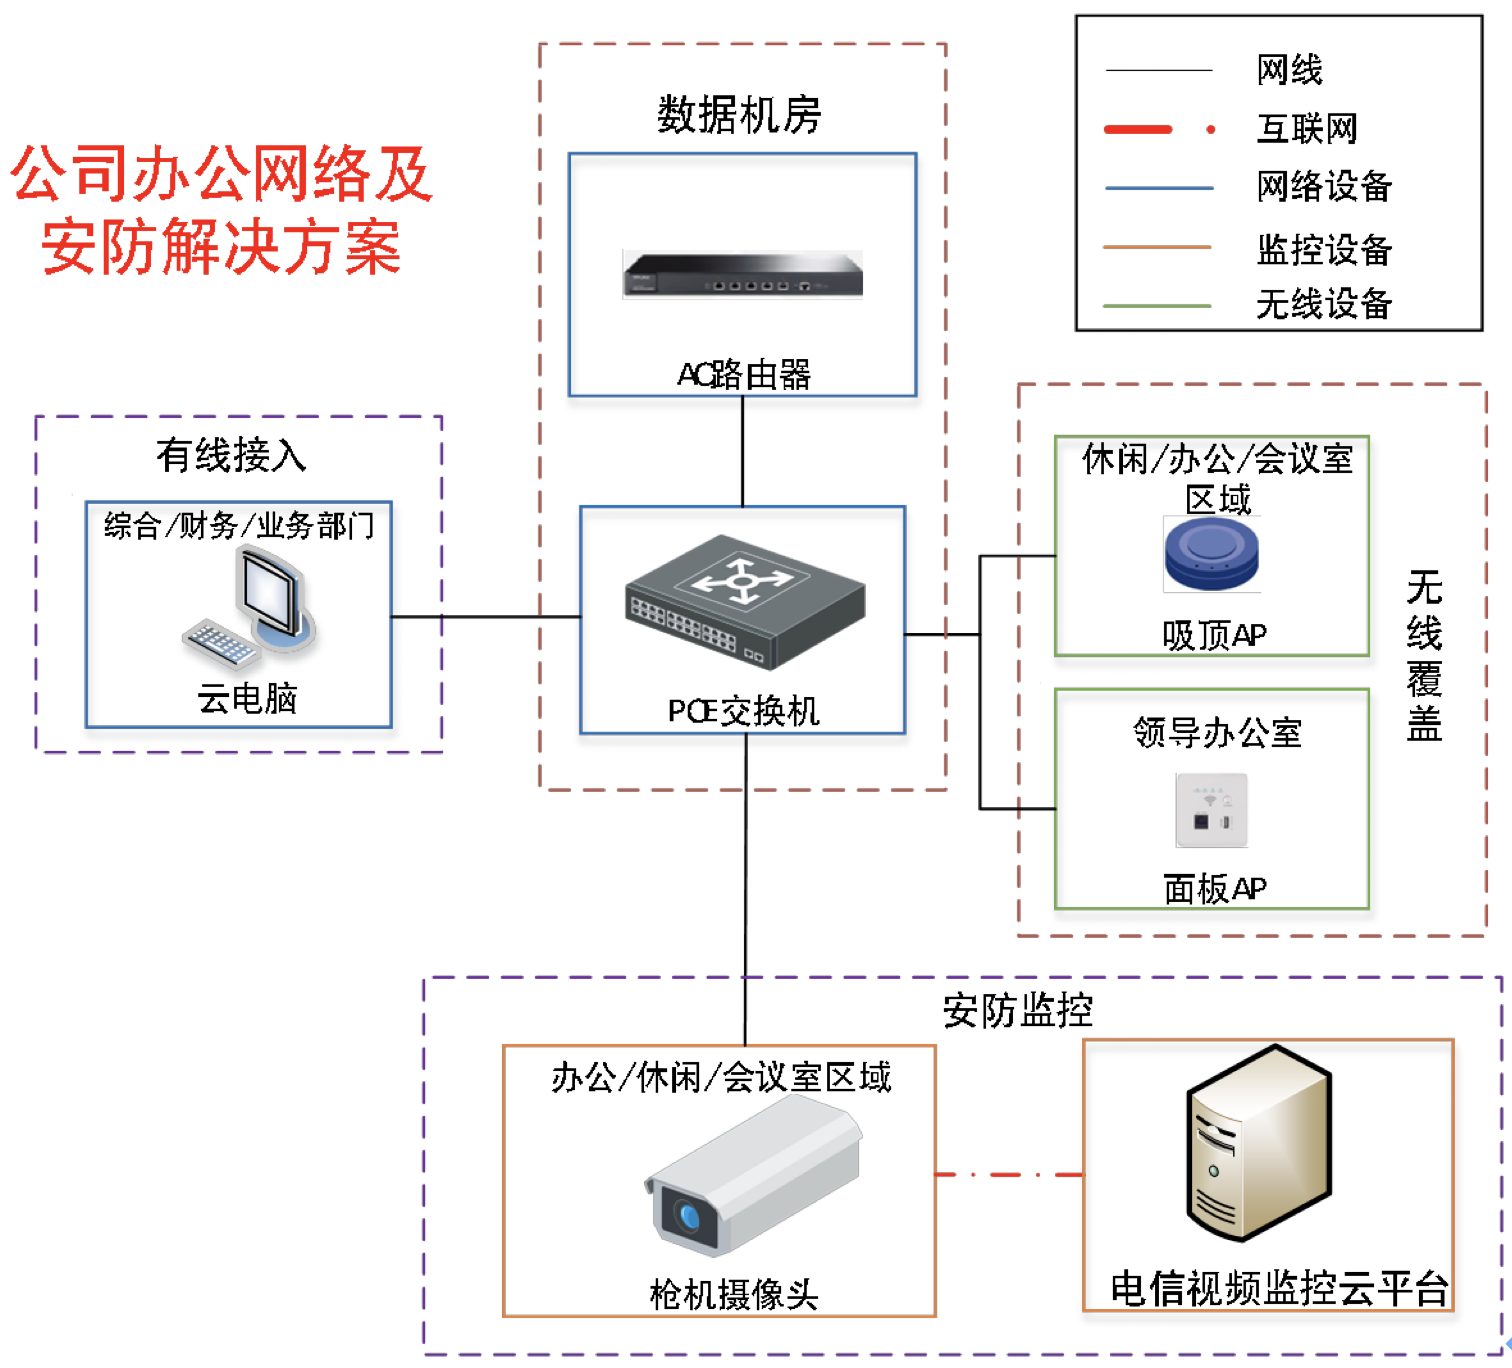 公司办公网络及
安防解决方案
数据机房
AC路由器
POE交换机
网线
互联网
网络设备
监控设备
无线设备
有线接入
综合/财务/业务部门
云电脑
休闲/办公/会议室
区域
吸顶AP
领导办公室
面板AP
无线覆盖
安防监控
办公/休闲/会议室区域
枪机摄像头
电信视频监控云平台